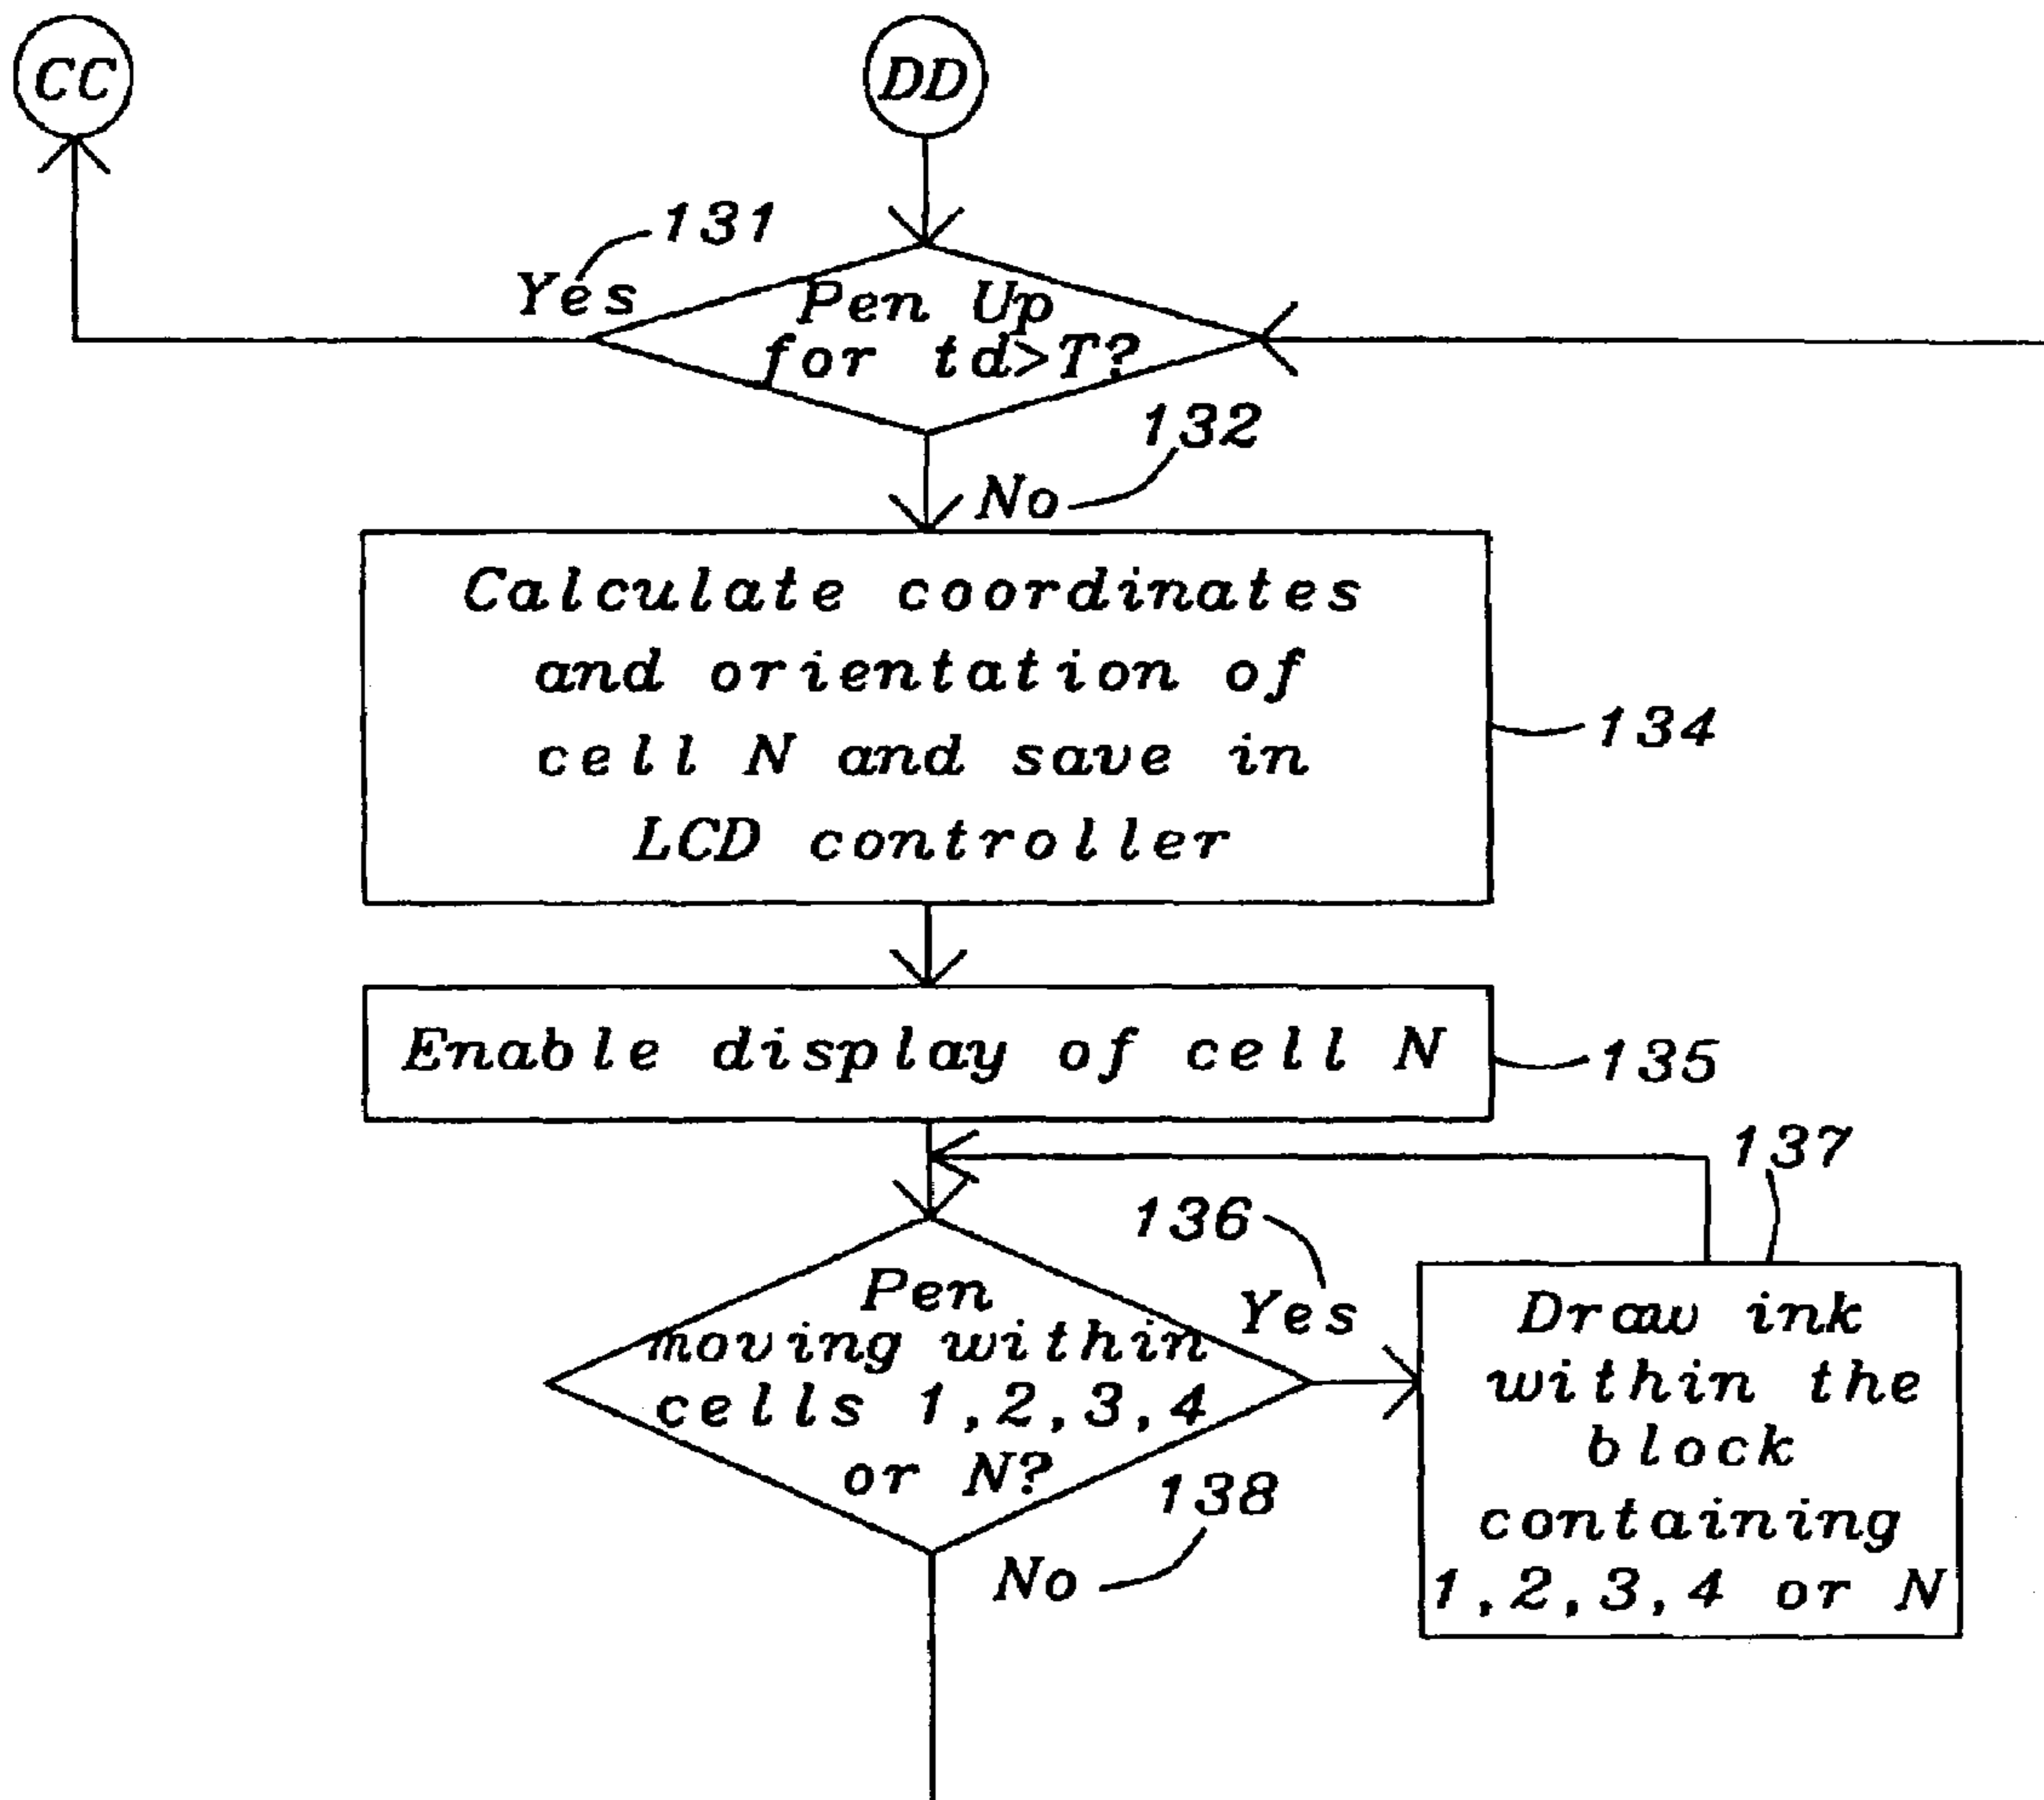 CC
DD
131
Yes
Pen Up
for td>T?
132
No
Calculate coordinates
and orientation of
cell N and save in
LCD controller
134
Enable display of cell N
135
137
136
Yes
Pen
moving within
cells 1,2,3,4
or N?
Draw ink
within the
block
containing
1,2,3,4 or N
138
No